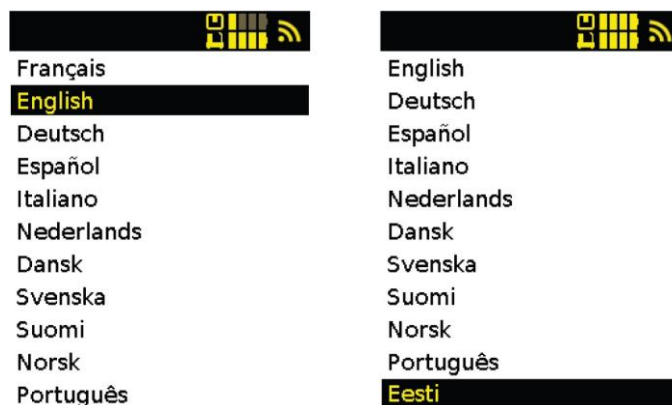 Français
English
Deutsch
Español
Italiano
Nederlands
Dansk
Svenska
Suomi
Norsk
Português
English
Deutsch
Español
Italiano
Nederlands
Dansk
Svenska
Suomi
Norsk
Português
Eesti